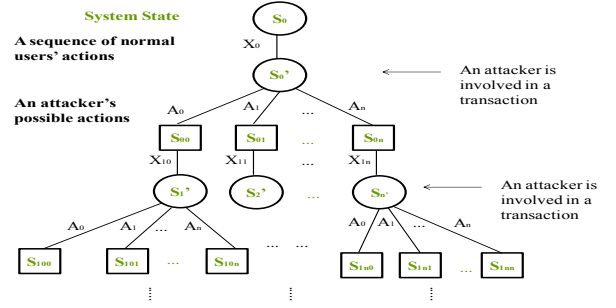 System State
S0
A sequence of normal
users' actions
X0
S0'
An attacker is
involved in a
transaction
An attacker's
possible actions
A0 A1 ... An
S00 S01 ... S0n
X10 X11 ... X1n
S1' S2' ... Sn'
An attacker is
involved in a
transaction
A0 A1 ... An A0 A1 ... An
... ...
S100 S101 ... S10n S1n0 S1n1 ... S1nn